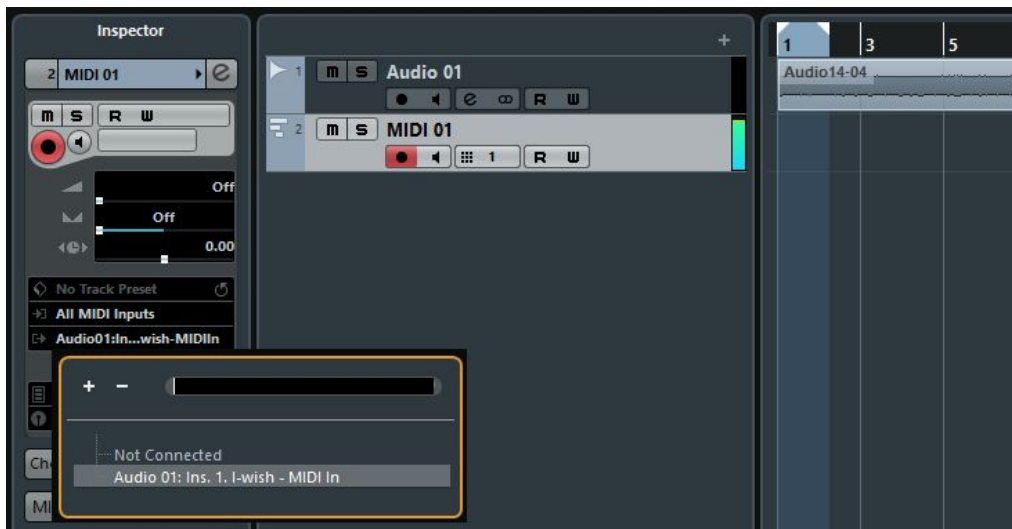 Inspector
2 MIDI 01
m S R W
Off
Off
0.00
No Track Preset
All MIDI Inputs
Audio01:In...wish-MIDIIn
+ −
Not Connected
Audio 01: Ins. 1. I-wish - MIDI In
Ch
MI
+
1 m S Audio 01
e R W
2 m S MIDI 01
1 R W
1 3 5
Audio14-04